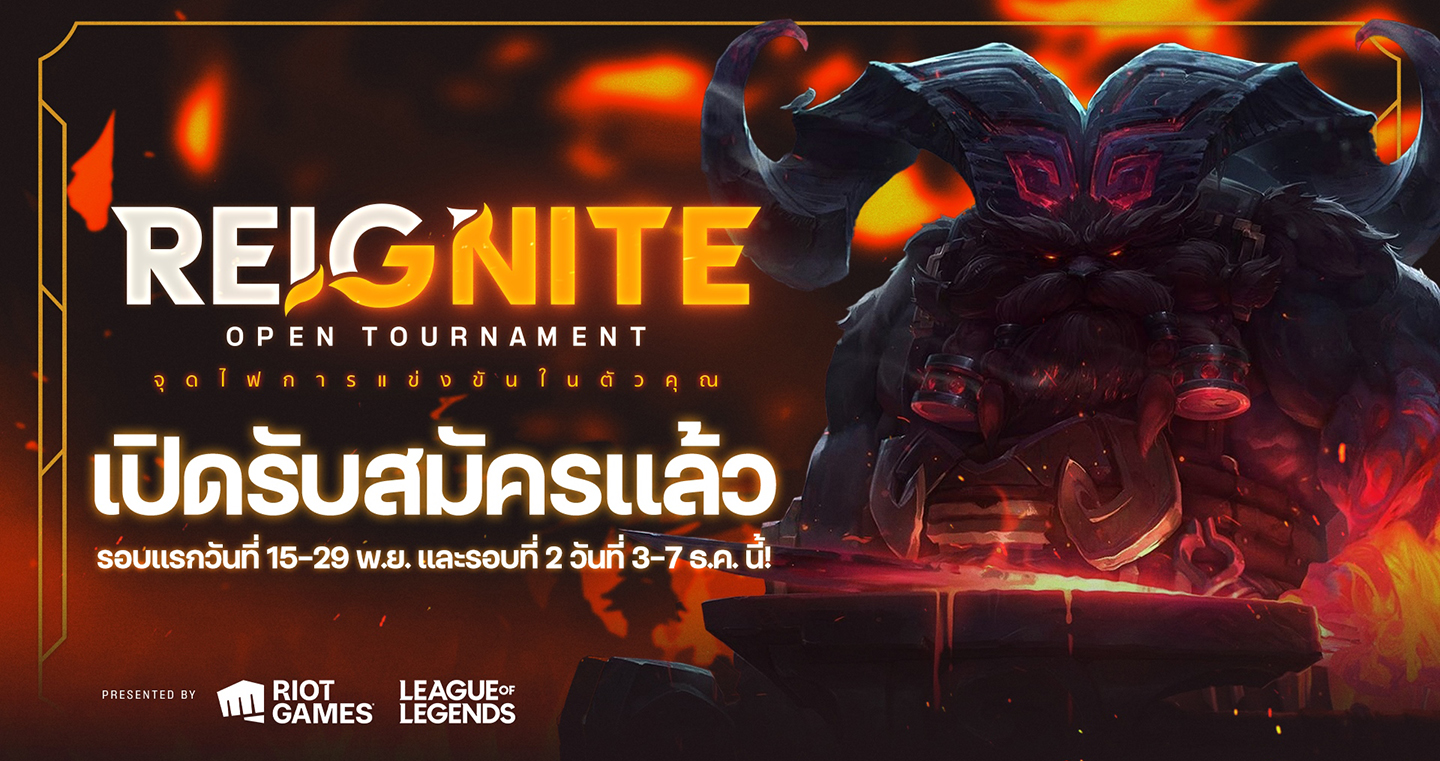 REIGNITE
OPEN TOURNAMENT
จุดไฟการแข่งขันในตัวคุณ
เปิดรับสมัครแล้ว
รอบแรกวันที่ 15-29 พ.ย. และรอบที่ 2 วันที่ 3-7 ธ.ค. นี้!
PRESENTED BY RIOT GAMES LEAGUE OF LEGENDS